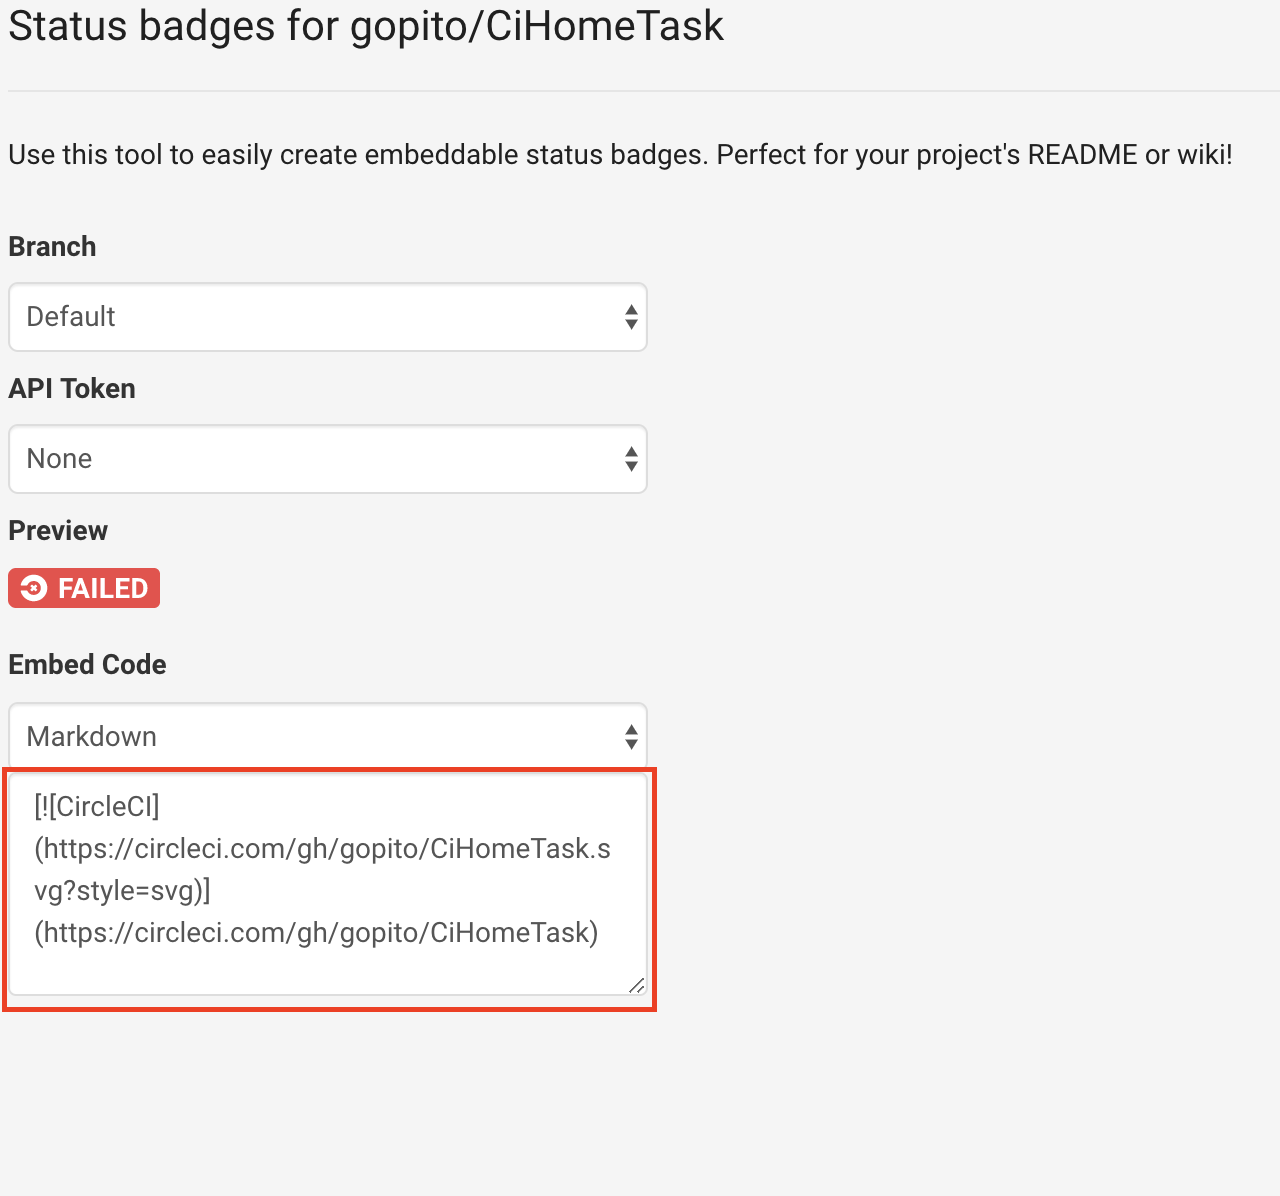 Status badges for gopito/CiHomeTask
Use this tool to easily create embeddable status badges. Perfect for your project's README or wiki!
Branch
Default
API Token
None
Preview
FAILED
Embed Code
Markdown
[![CircleCI]
(https://circleci.com/gh/gopito/CiHomeTask.s
vg?style=svg)]
(https://circleci.com/gh/gopito/CiHomeTask)